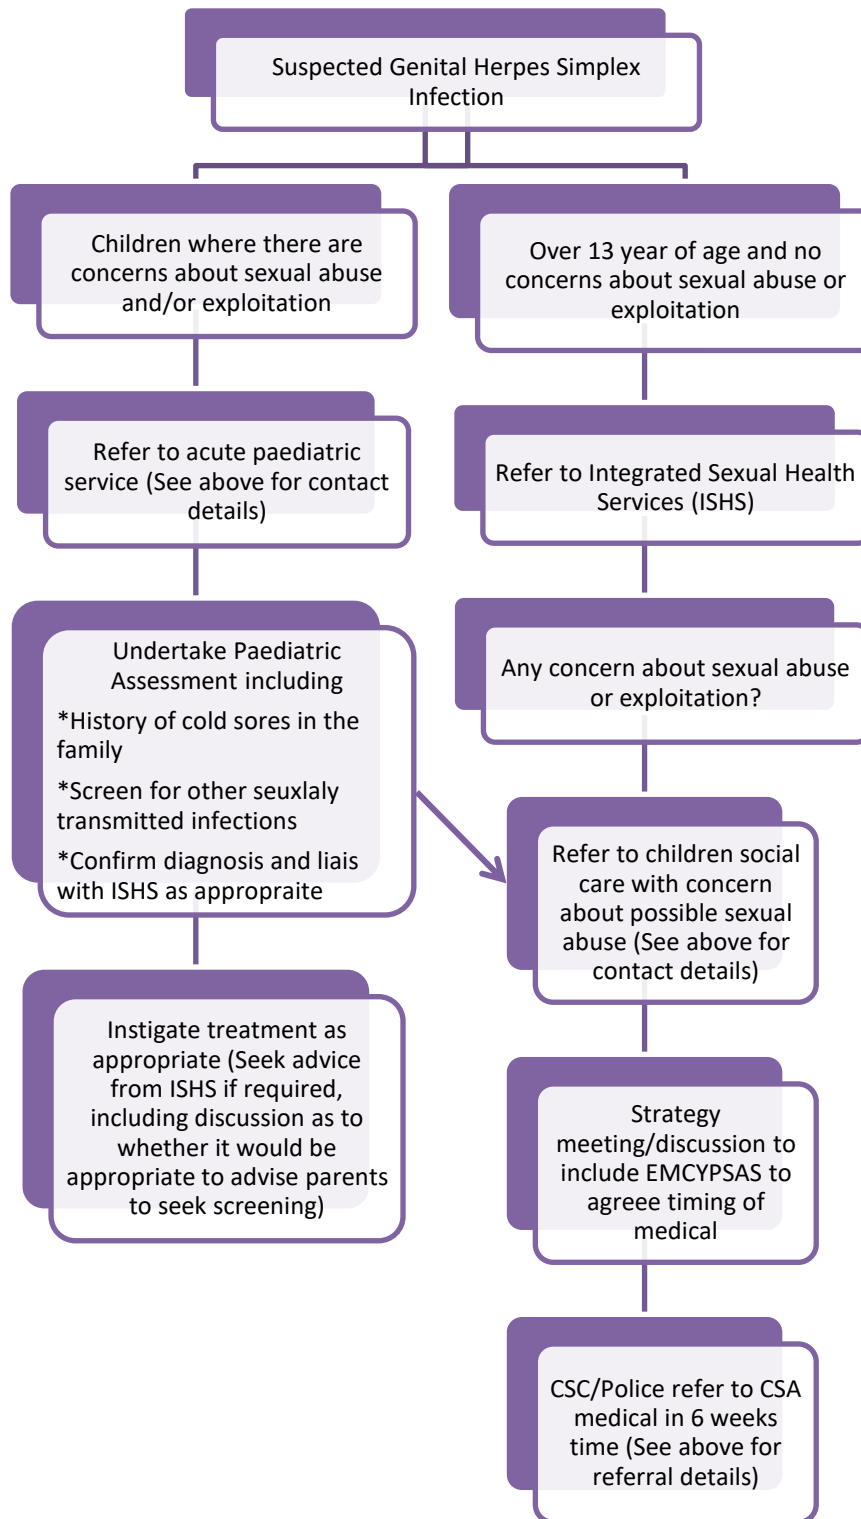 Suspected Genital Herpes Simplex
Infection
Children where there are
concerns about sexual abuse
and/or exploitation
Over 13 year of age and no
concerns about sexual abuse or
exploitation
Refer to acute paediatric
service (See above for contact
details)
Refer to Integrated Sexual Health
Services (ISHS)
Undertake Paediatric
Assessment including
*History of cold sores in the
family
*Screen for other seuxlaly
transmitted infections
*Confirm diagnosis and liais
with ISHS as appropraite
Any concern about sexual abuse
or exploitation?
Refer to children social
care with concern
about possible sexual
abuse (See above for
contact details)
Instigate treatment as
appropriate (Seek advice
from ISHS if required,
including discussion as to
whether it would be
appropriate to advise parents
to seek screening)
Strategy
meeting/discussion to
include EMCYPSAS to
agreee timing of
medical
CSC/Police refer to CSA
medical in 6 weeks
time (See above for
referral details)